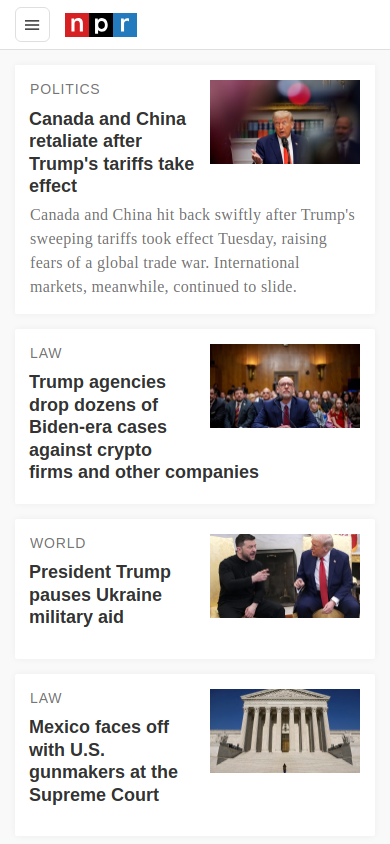 npr
POLITICS
Canada and China
retaliate after
Trump's tariffs take
effect
Canada and China hit back swiftly after Trump's
sweeping tariffs took effect Tuesday, raising
fears of a global trade war. International
markets, meanwhile, continued to slide.
LAW
Trump agencies
drop dozens of
Biden-era cases
against crypto
firms and other companies
WORLD
President Trump
pauses Ukraine
military aid
LAW
Mexico faces off
with U.S.
gunmakers at the
Supreme Court